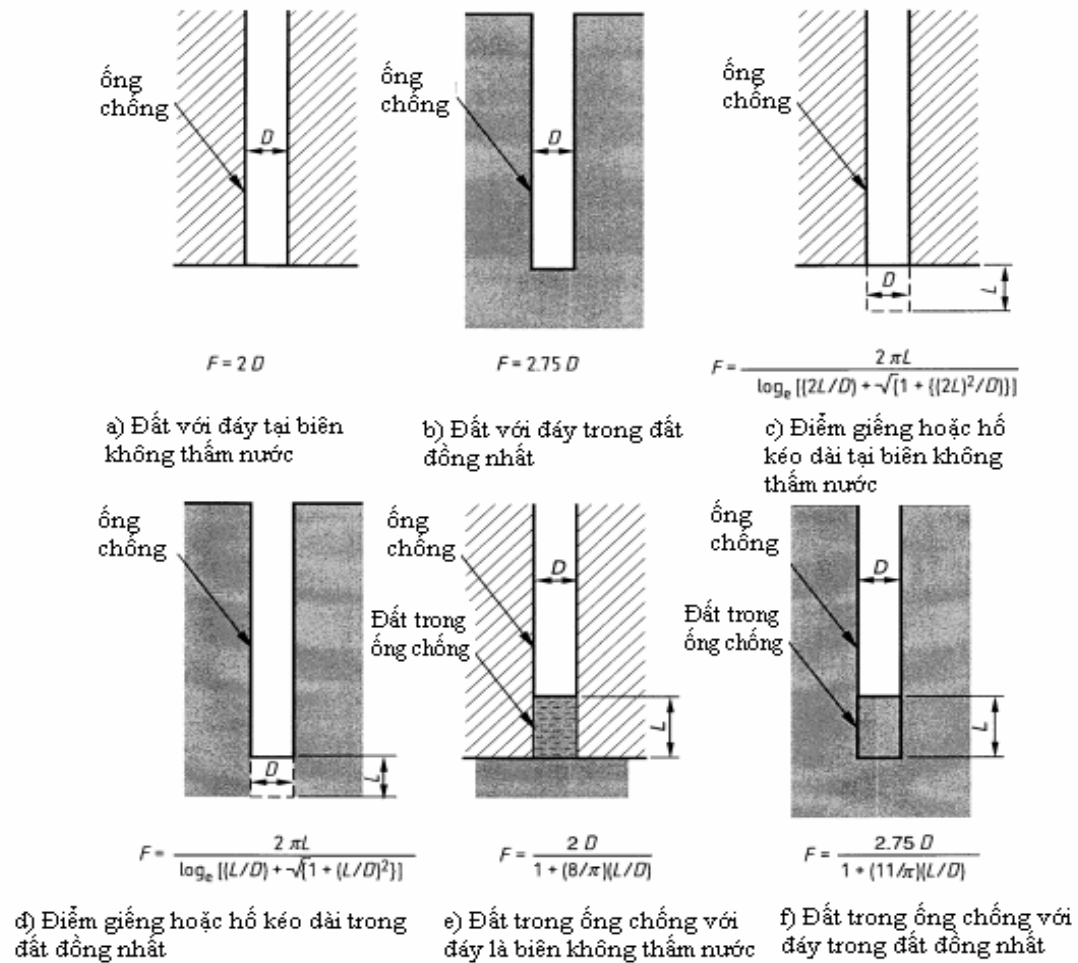 ống
chống
D
F = 2 D
a) Đất với đáy tại biên
không thấm nước
ống
chống
D
F = 2.75 D
b) Đất với đáy trong đất
đồng nhất
ống
chống
D
L
F = 2 πL / log_e [{(2L/D) + √{1 + {(2L)²/D)}}]
c) Điểm giếng hoặc hố
kéo dài tại biên không
thấm nước
ống
chống
D
L
F = 2 πL / log_e [{(L/D) + √{1 + (L/D)²}}]
d) Điểm giếng hoặc hố kéo dài trong
đất đồng nhất
ống
chống
D
Đất trong
ống chống
L
F = 2 D / 1 + (8/π)(L/D)
e) Đất trong ống chống với
đáy là biên không thấm nước
ống
chống
D
Đất trong
ống chống
L
F = 2.75 D / 1 + (11/π)(L/D)
f) Đất trong ống chống với
đáy trong đất đồng nhất